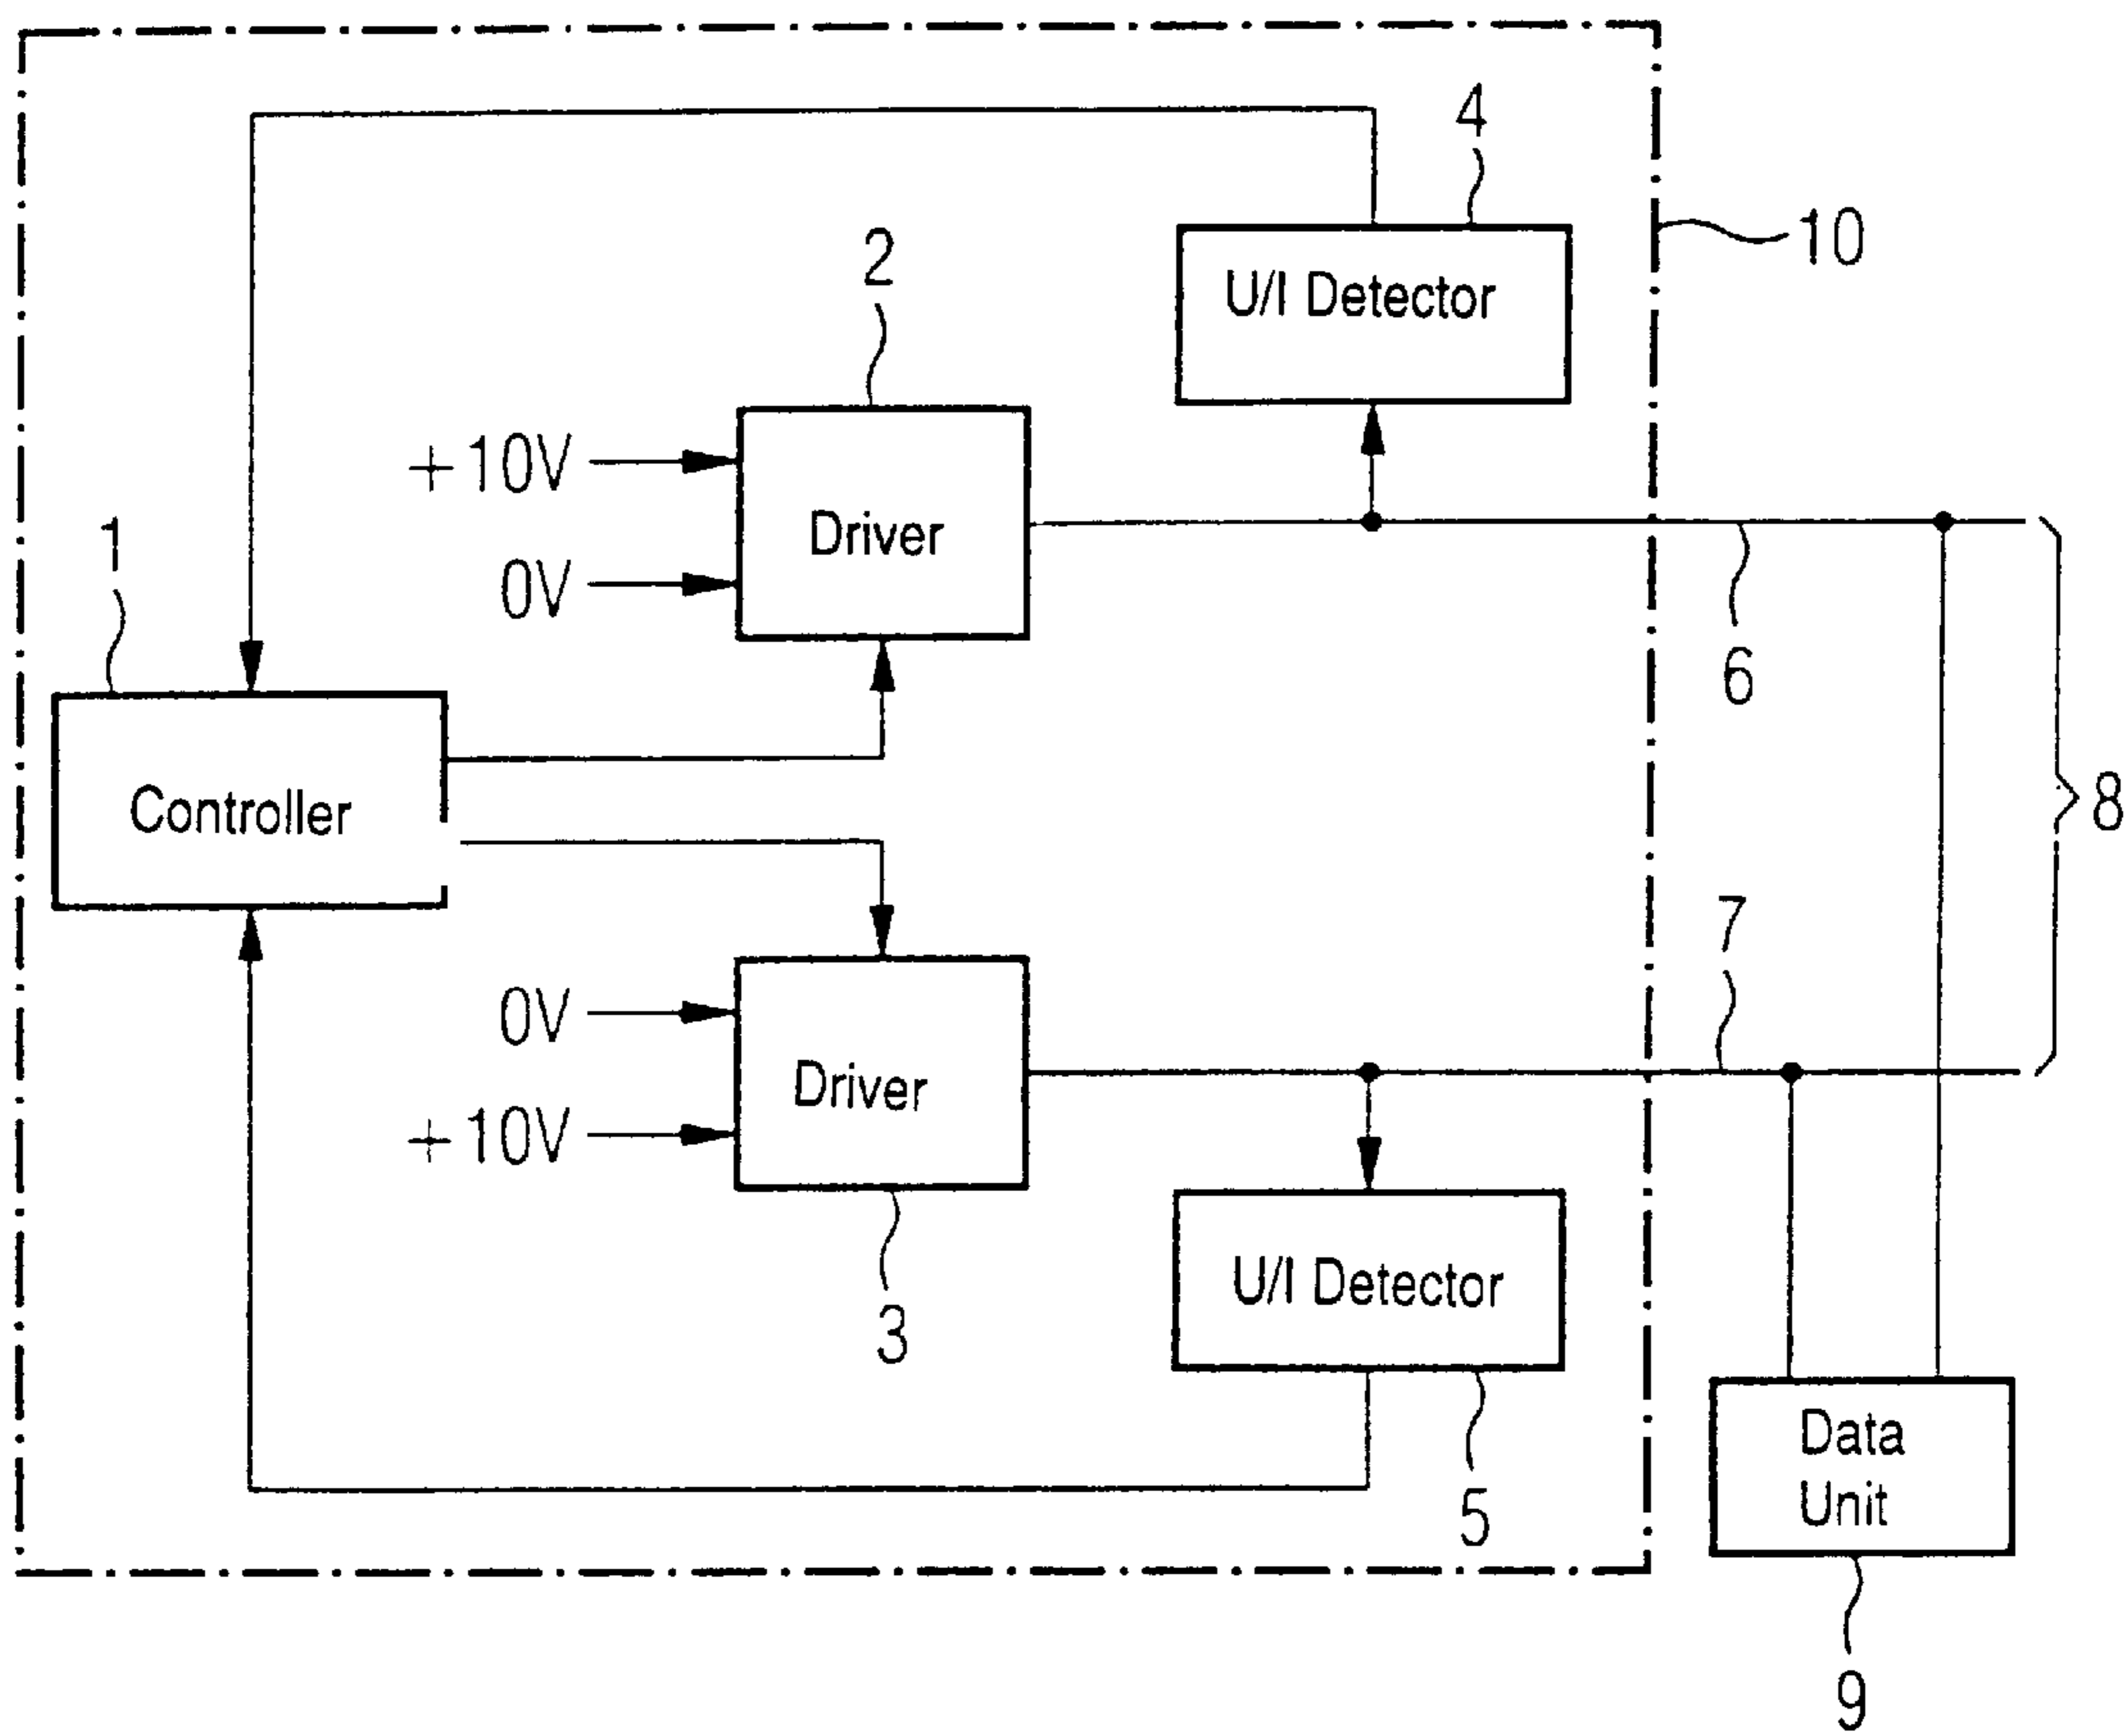 4
10
2
U/I Detector
+10V
Driver
0V
1
6
Controller
8
7
0V
Driver
+10V
U/I Detector
3
Data
Unit
5
9